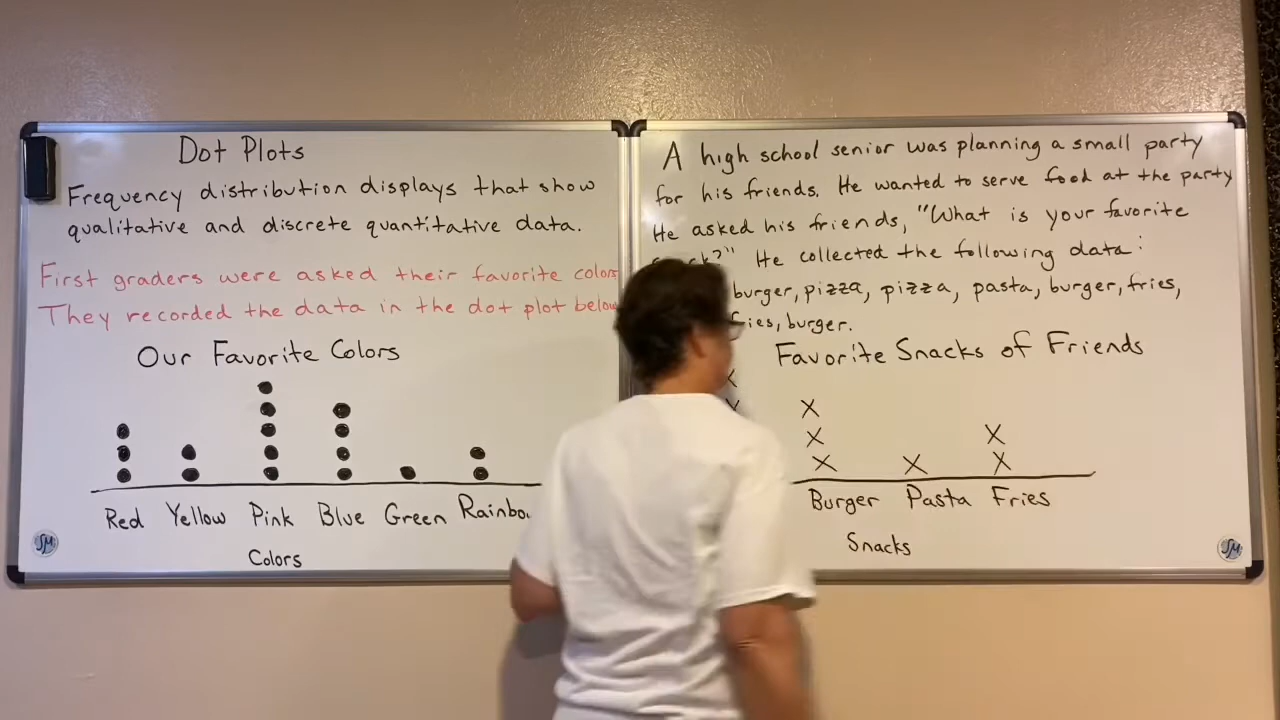 Dot Plots
Frequency distribution displays that show
qualitative and discrete quantitative data.
First graders were asked their favorite colors
They recorded the data in the dot plot below
Our Favorite Colors
Red Yellow Pink Blue Green
Colors
SM
A high school senior was planning a small party
for his friends. He wanted to serve food at the party
He asked his friends, "What is your favorite
He collected the following data:
burger, pizza, pizza, pasta, burger, fries,
burger.
Favorite Snacks of Friends
X
X
X X
X X X
Burger Pasta Fries
Snacks
SM